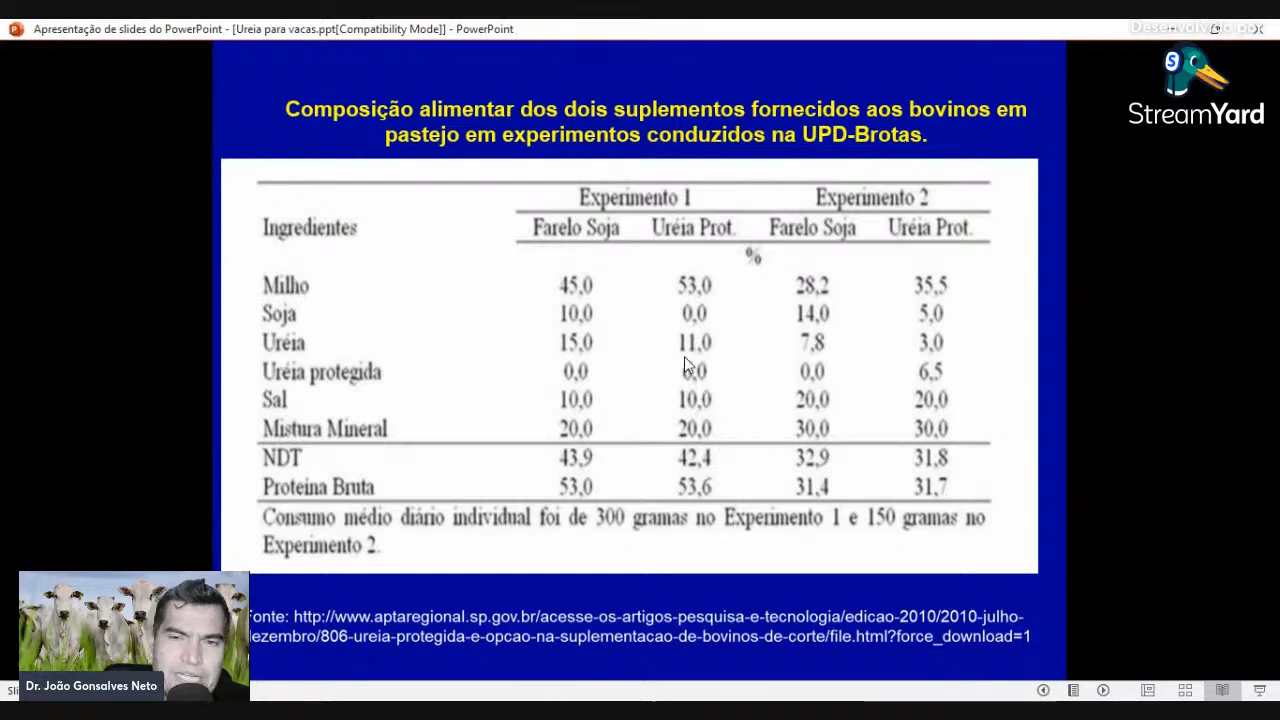 Apresentação de slides do PowerPoint - [Ureia para vacas.ppt[Compatibility Mode]] - PowerPoint
Desenvolvido por
StreamYard
Composição alimentar dos dois suplementos fornecidos aos bovinos em
pastejo em experimentos conduzidos na UPD-Brotas.
Experimento 1 Experimento 2
Ingredientes Farelo Soja Uréia Prot. Farelo Soja Uréia Prot.
%
Milho 45,0 53,0 28,2 35,5
Soja 10,0 0,0 14,0 5,0
Uréia 15,0 11,0 7,8 3,0
Uréia protegida 0,0 0,0 6,5
Sal 10,0 10,0 20,0 20,0
Mistura Mineral 20,0 20,0 30,0 30,0
NDT 43,9 42,4 32,9 31,8
Proteina Bruta 53,0 53,6 31,4 31,7
Consumo médio diário individual foi de 300 gramas no Experimento 1 e 150 gramas no
Experimento 2.
onte: http://www.aptaregional.sp.gov.br/acesse-os-artigos-pesquisa-e-tecnologia/edicao-2010/2010-julho-
ezembro/806-ureia-protegida-e-opcao-na-suplementacao-de-bovinos-de-corte/file.html?force_download=1
Dr. João Gonsalves Neto